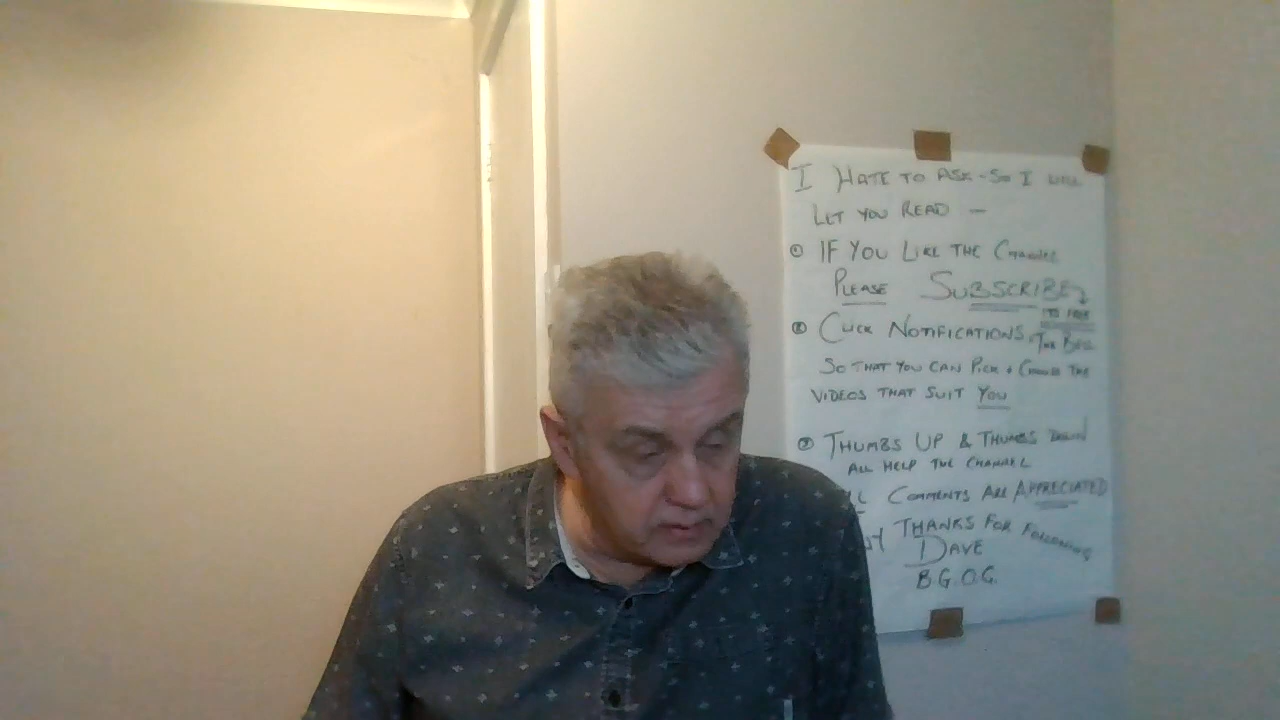 I HATE TO ASK - SO I WILL
LET YOU READ —
① IF YOU LIKE THE CHANNEL
PLEASE SUBSCRIBE
ITS FREE
② CLICK NOTIFICATIONS, THE BELL
SO THAT YOU CAN PICK + CHOOSE THE
VIDEOS THAT SUIT YOU
③ THUMBS UP & THUMBS DOWN
ALL HELP THE CHANNEL
COMMENTS ARE APPRECIATED
THANKS FOR FOLLOWING
DAVE
B.G.O.G.